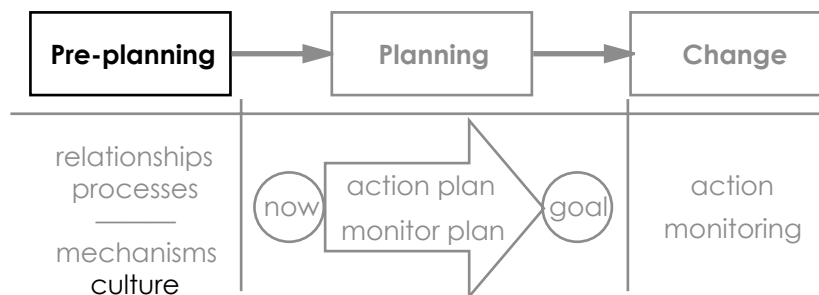 Pre-planning
Planning
Change
relationships
processes
mechanisms
culture
now
action plan
monitor plan
goal
action
monitoring